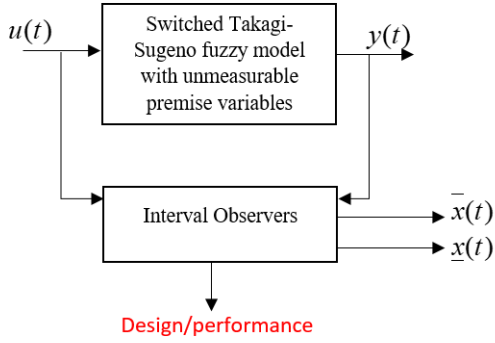 u(t)
Switched Takagi-
Sugeno fuzzy model
with unmeasurable
premise variables
y(t)
Interval Observers
x̅(t)
x̲(t)
Design/performance